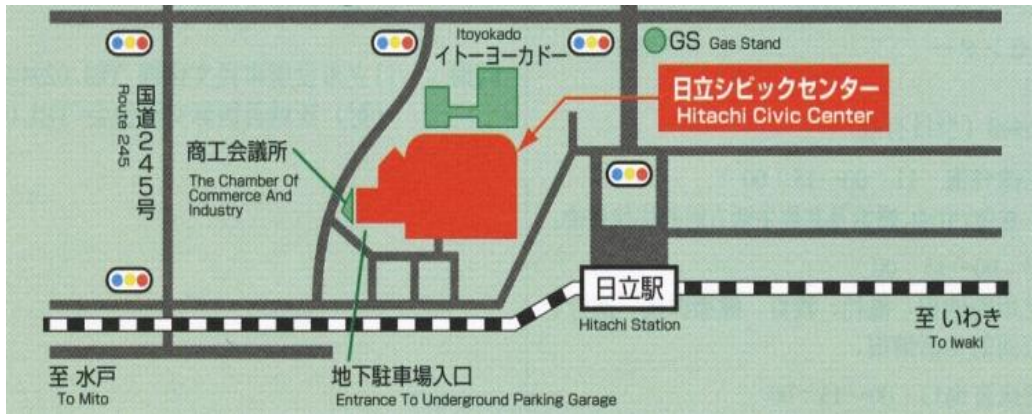 Itoyokado
イトーヨーカドー
GS Gas Stand
日立シビックセンター
Hitachi Civic Center
国道245号
Route 245
商工会議所
The Chamber Of
Commerce And
Industry
日立駅
Hitachi Station
至 いわき
To Iwaki
至 水戸
To Mito
地下駐車場入口
Entrance To Underground Parking Garage